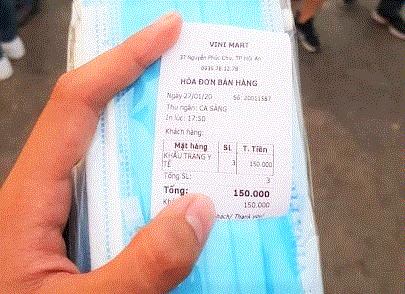 VINI MART
37 Nguyễn Phúc Chu, TP Hội An
HÓA ĐƠN BÁN HÀNG
Ngày 27/01/20 Số: 20011587
Thu ngân: CA SÁNG
In lúc: 17:50
Khách hàng:
Mặt hàng SL T. Tiền
KHẨU TRANG Y TẾ 3 150.000
Tổng SL: 3
Tổng: 150.000
150.000
Thank you!